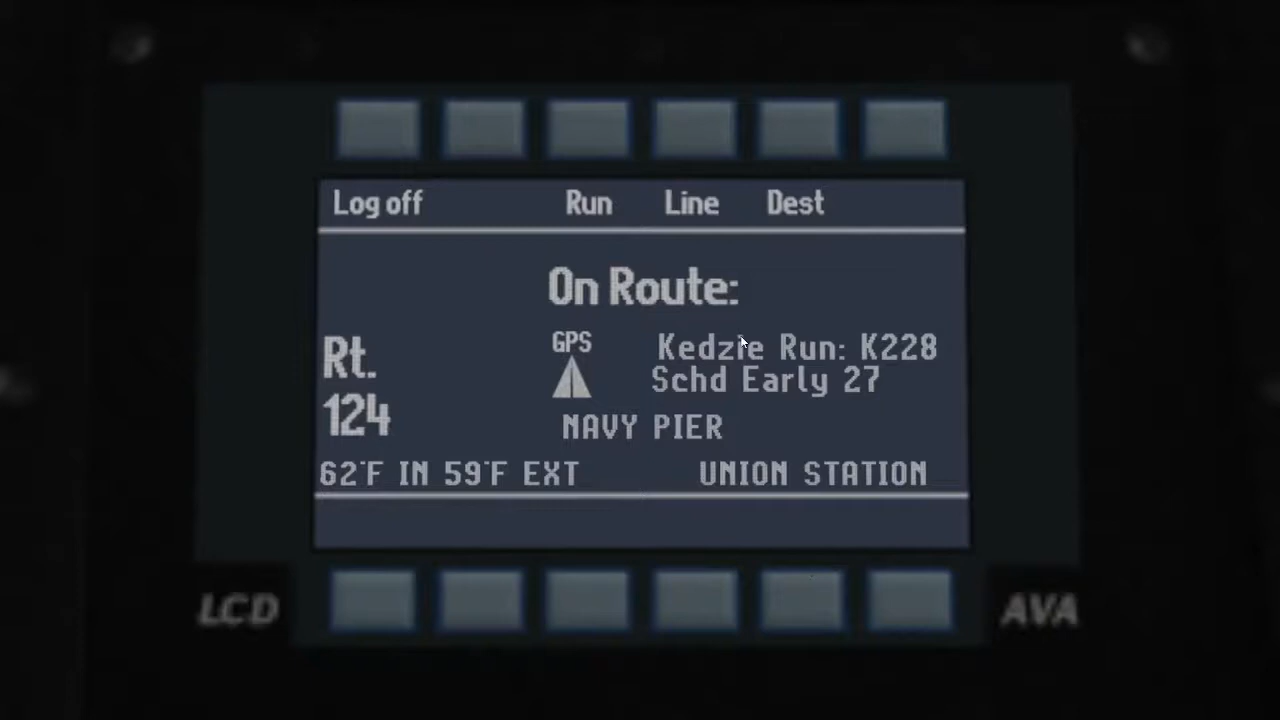 Log off Run Line Dest
On Route:
Rt. GPS Kedzie Run: K228
124 Schd Early 27
NAVY PIER
62°F IN 59°F EXT UNION STATION
LCD AVA